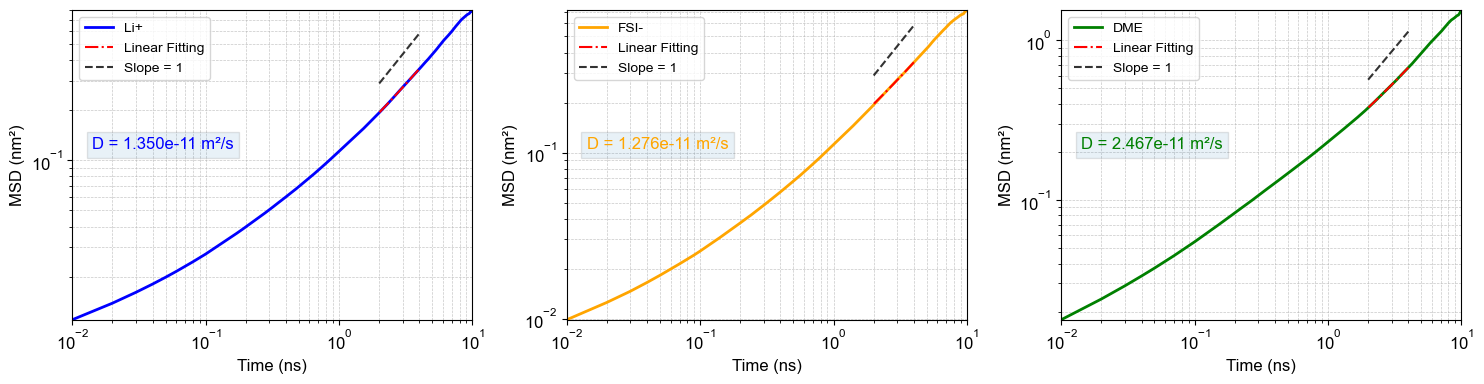 MSD (nm²)
10⁻¹
Li+
Linear Fitting
Slope = 1
D = 1.350e-11 m²/s
10⁻² 10⁻¹ 10⁰ 10¹
Time (ns)
MSD (nm²)
10⁻¹
10⁻²
FSI-
Linear Fitting
Slope = 1
D = 1.276e-11 m²/s
10⁻² 10⁻¹ 10⁰ 10¹
Time (ns)
MSD (nm²)
10⁰
10⁻¹
DME
Linear Fitting
Slope = 1
D = 2.467e-11 m²/s
10⁻² 10⁻¹ 10⁰ 10¹
Time (ns)